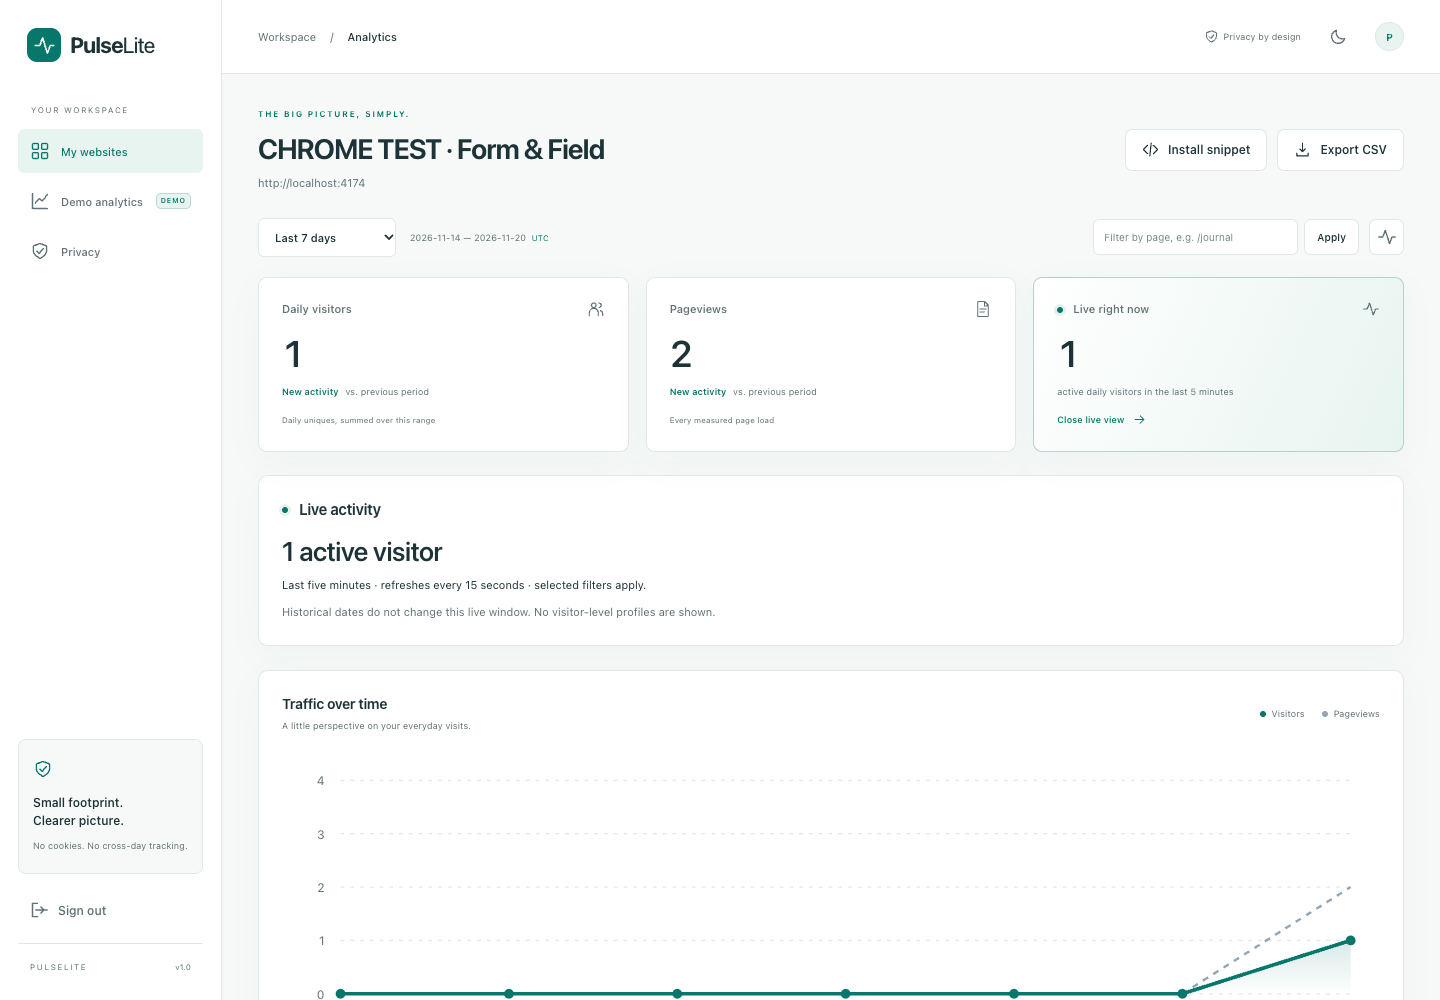 PulseLite
YOUR WORKSPACE
My websites
Demo analytics DEMO
Privacy
Small footprint.
Clearer picture.
No cookies. No cross-day tracking.
Sign out
PULSELITE v1.0
Workspace / Analytics
Privacy by design
P
THE BIG PICTURE, SIMPLY.
CHROME TEST · Form & Field
http://localhost:4174
Install snippet
Export CSV
Last 7 days
2026-11-14 — 2026-11-20 UTC
Filter by page, e.g. /journal
Apply
Daily visitors
1
New activity vs. previous period
Daily uniques, summed over this range
Pageviews
2
New activity vs. previous period
Every measured page load
Live right now
1
active daily visitors in the last 5 minutes
Close live view →
Live activity
1 active visitor
Last five minutes · refreshes every 15 seconds · selected filters apply.
Historical dates do not change this live window. No visitor-level profiles are shown.
Traffic over time
A little perspective on your everyday visits.
Visitors
Pageviews
4
3
2
1
0